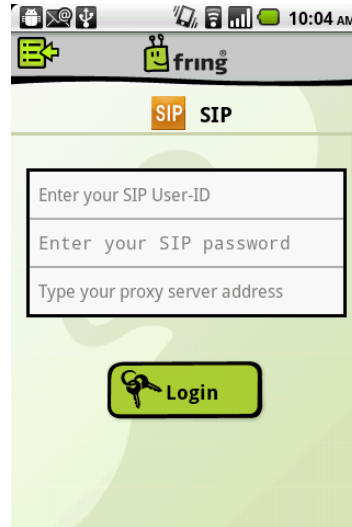 10:04 AM
fring
SIP SIP
Enter your SIP User-ID
Enter your SIP password
Type your proxy server address
Login